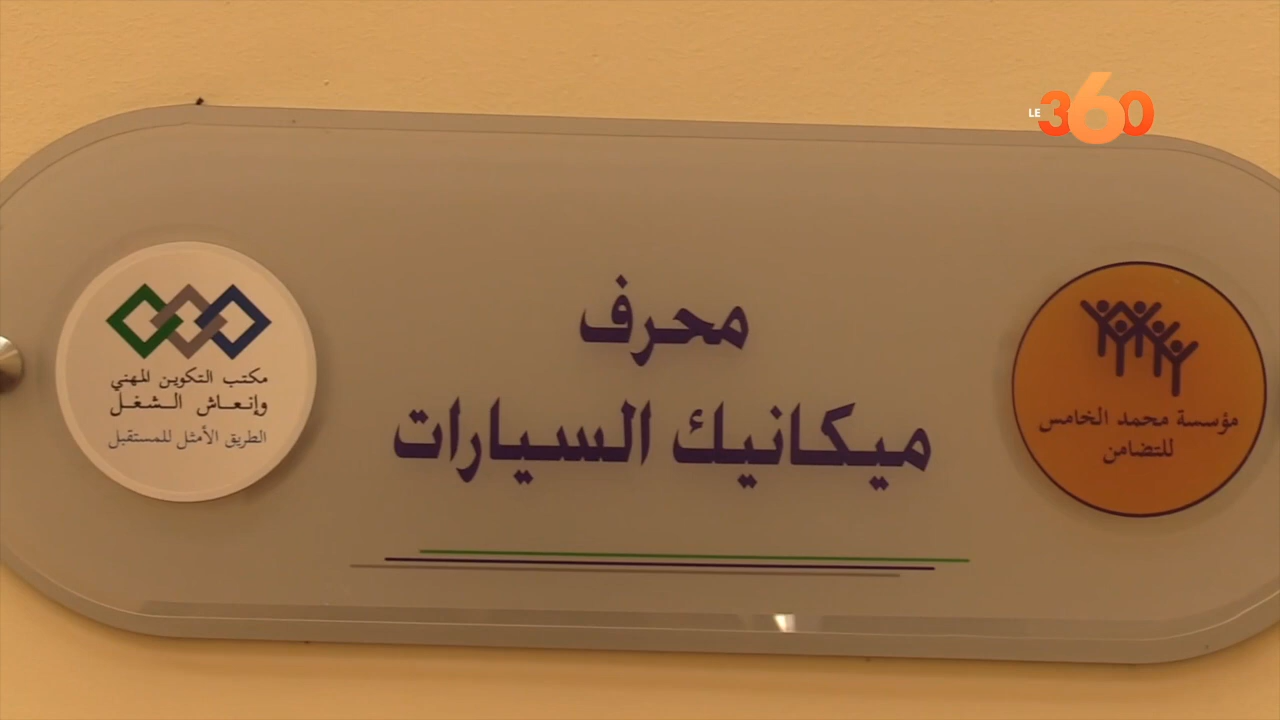 LE 360
محرف
ميكانيك السيارات
مؤسسة محمد الخامس
للتضامن
مكتب التكوين المهني
وإنعاش الشغل
الطريق الأمثل للمستقبل